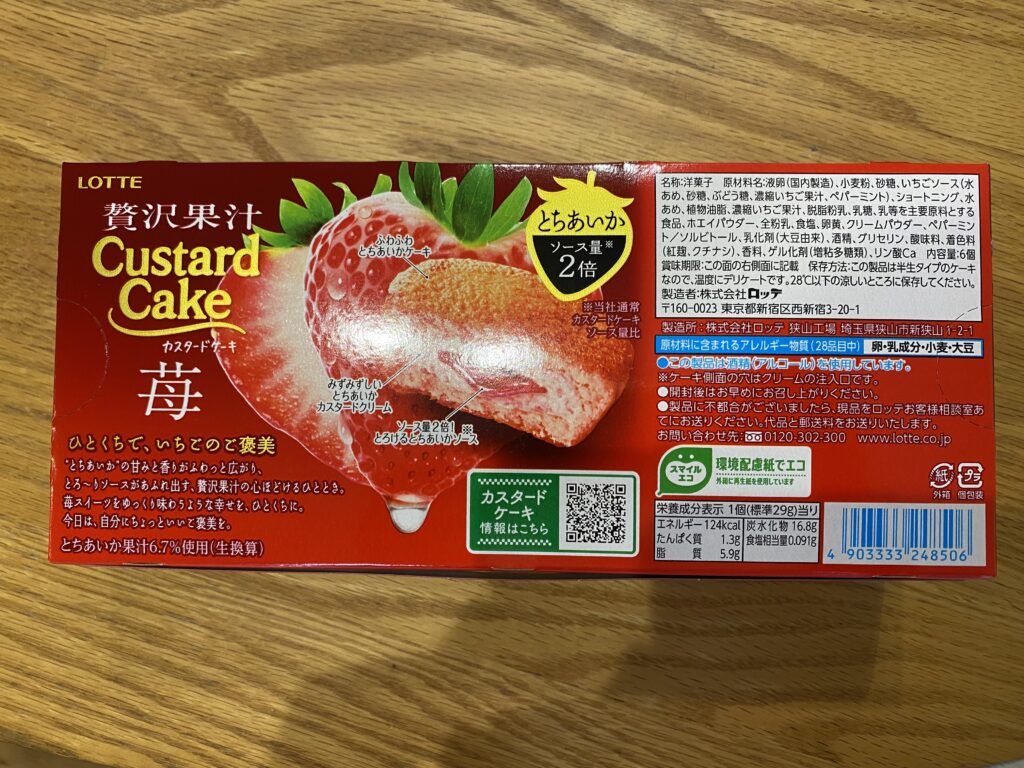 LOTTE
贅沢果汁
Custard
Cake
カスタードケーキ
苺
ひとくちで、いちごのご褒美
"とちあいか"の甘みと香りがふわっと広がり、
とろ〜りソースがあふれ出す、贅沢果汁の心ほどけるひととき。
苺スイーツをゆっくり味わうような幸せを、ひとくちに。
今日は、自分にちょっといいご褒美を。
とちあいか果汁6.7%使用(生換算)
ふわふわ
とちあいかケーキ
みずみずしい
とちあいか
カスタードクリーム
ソース量2倍!※
とろけるとちあいかソース
とちあいか
ソース量※
2倍
※当社通常
カスタードケーキ
ソース量比
カスタード
ケーキ
情報はこちら
名称:洋菓子 原材料名:液卵(国内製造)、小麦粉、砂糖、いちごソース(水
あめ、砂糖、ぶどう糖、濃縮いちご果汁、ペパーミント)、ショートニング、水
あめ、植物油脂、濃縮いちご果汁、脱脂粉乳、乳糖、乳等を主要原料とする
食品、ホエイパウダー、全粉乳、食塩、卵黄、クリームパウダー、ペパーミン
ト/ソルビトール、乳化剤(大豆由来)、酒精、グリセリン、酸味料、着色料
(紅麹、クチナシ)、香料、ゲル化剤(増粘多糖類)、リン酸Ca 内容量:6個
賞味期限:この面の右側面に記載 保存方法:この製品は半生タイプのケーキ
なので、温度にデリケートです。28℃以下の涼しいところに保存してください。
製造者:株式会社ロッテ
〒160-0023 東京都新宿区西新宿3-20-1
製造所:株式会社ロッテ 狭山工場 埼玉県狭山市新狭山1-2-1
原材料に含まれるアレルギー物質(28品目中) 卵・乳成分・小麦・大豆
●この製品は酒精(アルコール)を使用しています。
※ケーキ側面の穴はクリームの注入口です。
●開封後はお早めにお召し上がりください。
●製品に不都合がございましたら、現品をロッテお客様相談室あ
てにお送りください。代品と郵送料をお送りいたします。
お問い合わせ先:0120-302-300 www.lotte.co.jp
スマイル
エコ
環境配慮紙でエコ
外箱に再生紙を使用しています
紙
外箱
プラ
個包装
栄養成分表示 1個(標準29g)当り
エネルギー 124kcal 炭水化物 16.8g
たんぱく質 1.3g 食塩相当量0.091g
脂質 5.9g
4 903333 248506